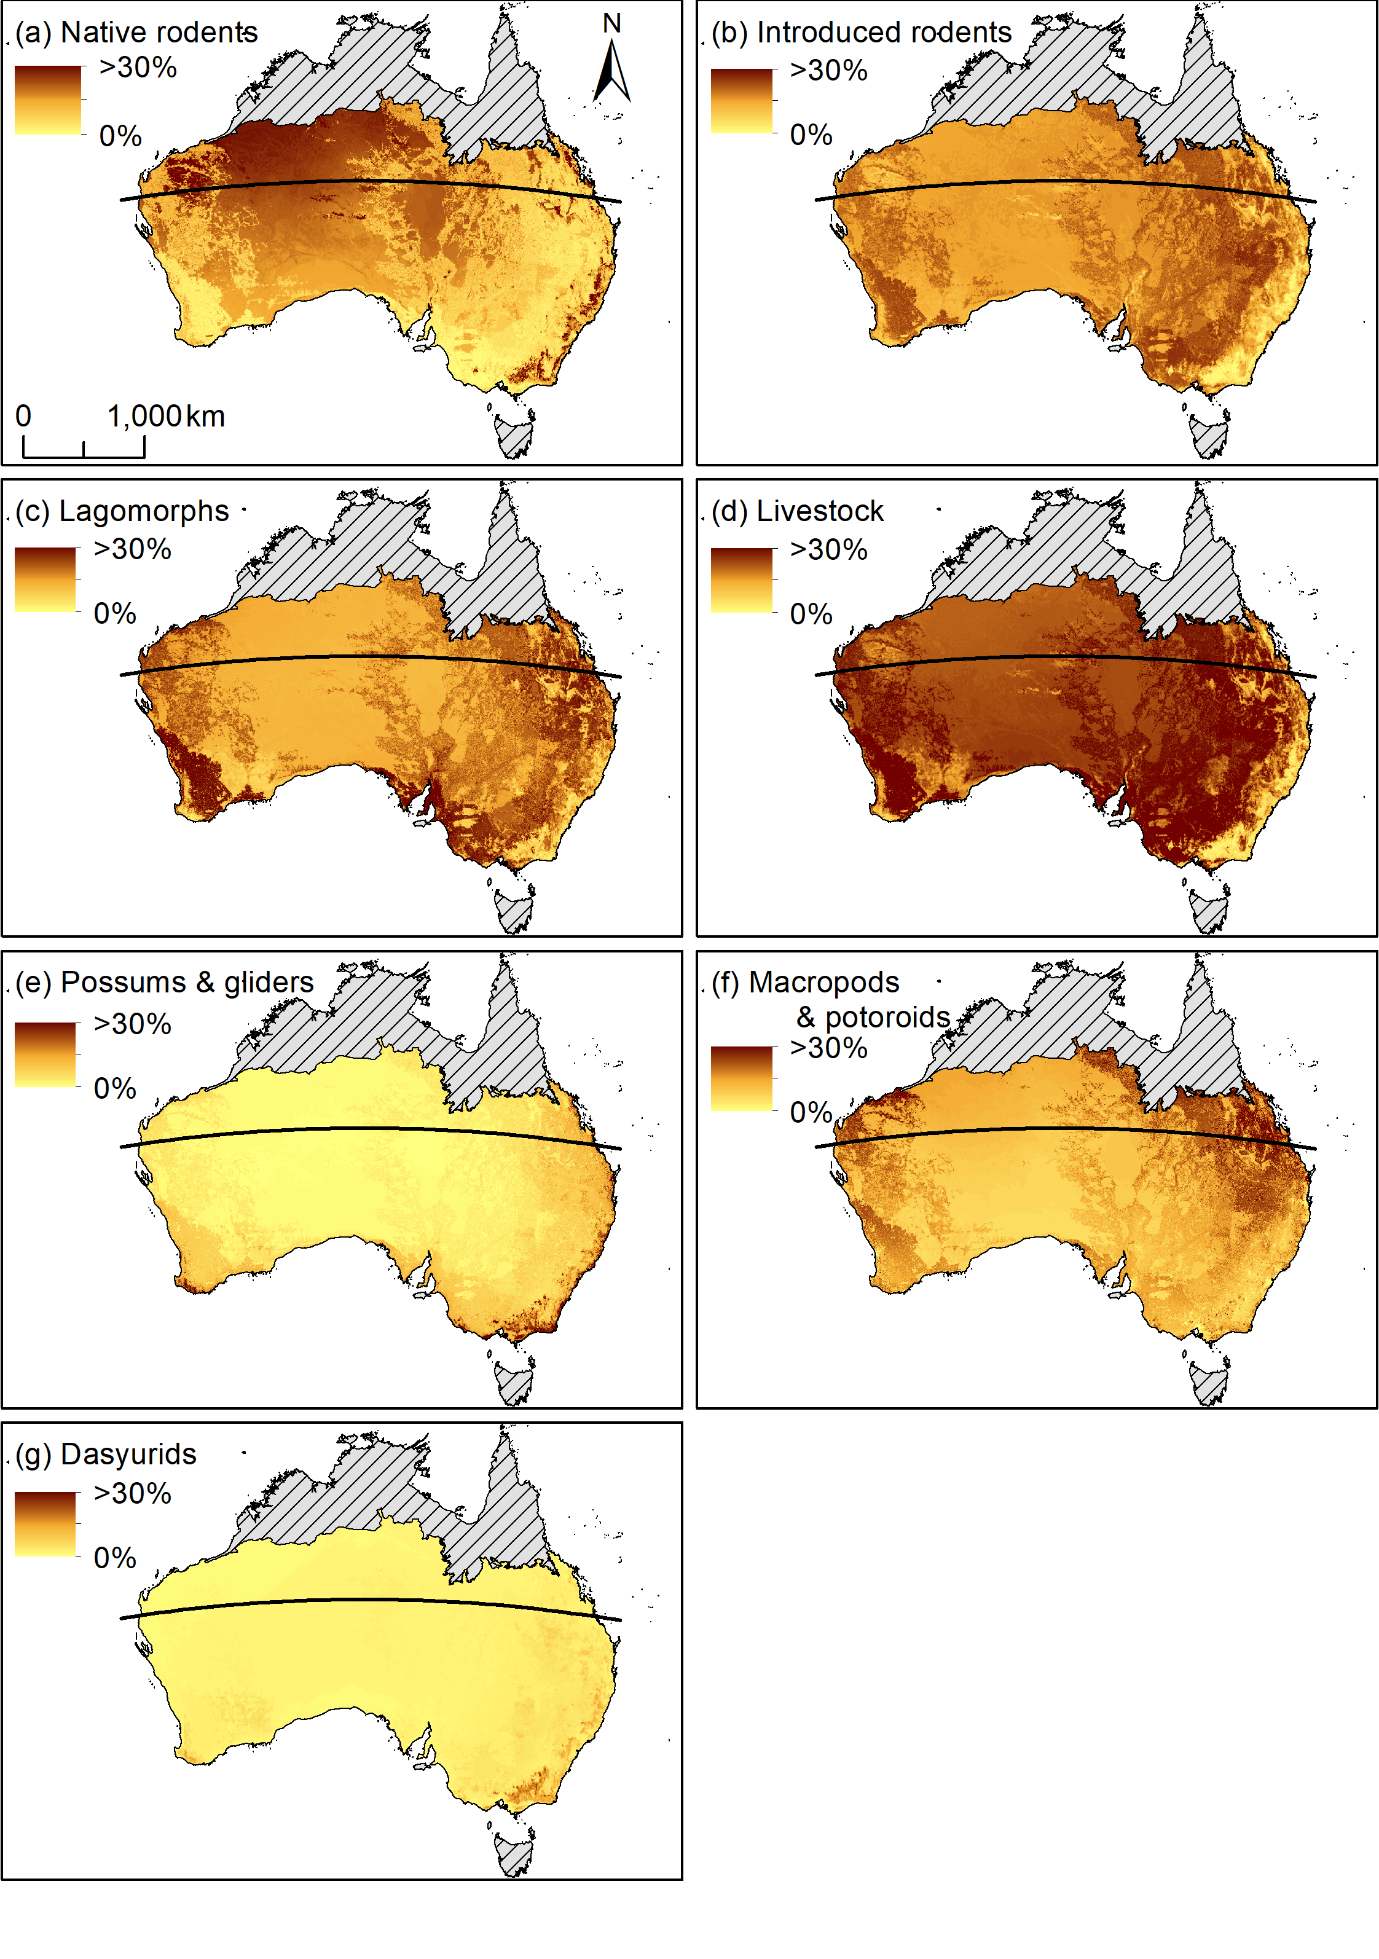 (a) Native rodents
>30%
0%
N
0 1,000 km
(b) Introduced rodents
>30%
0%
(c) Lagomorphs
>30%
0%
(d) Livestock
>30%
0%
(e) Possums & gliders
>30%
0%
(f) Macropods
& potoroids
>30%
0%
(g) Dasyurids
>30%
0%